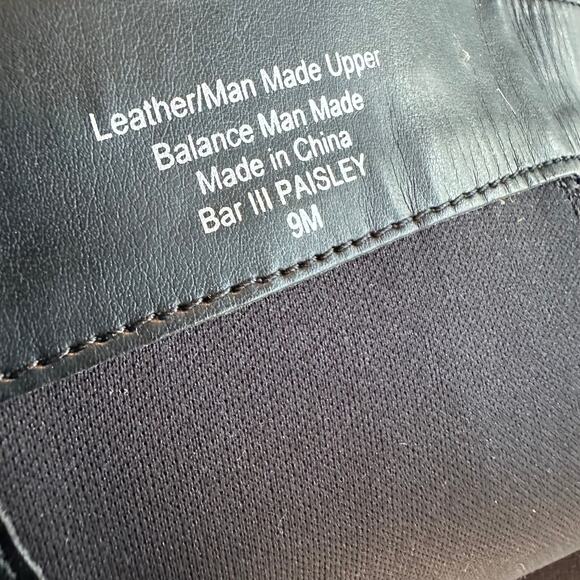 Leather/Man Made Upper
Balance Man Made
Made in China
Bar III PAISLEY
9M